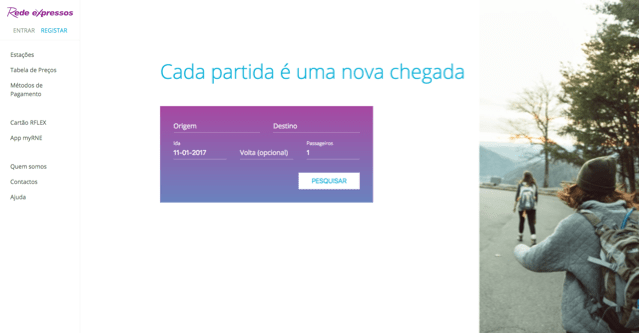 Rede expressos
ENTRAR REGISTAR
Estações
Tabela de Preços
Métodos de
Pagamento
Cartão RFLEX
App myRNE
Quem somos
Contactos
Ajuda
Cada partida é uma nova chegada
Origem Destino
Ida Passageiros
11-01-2017 Volta (opcional) 1
PESQUISAR